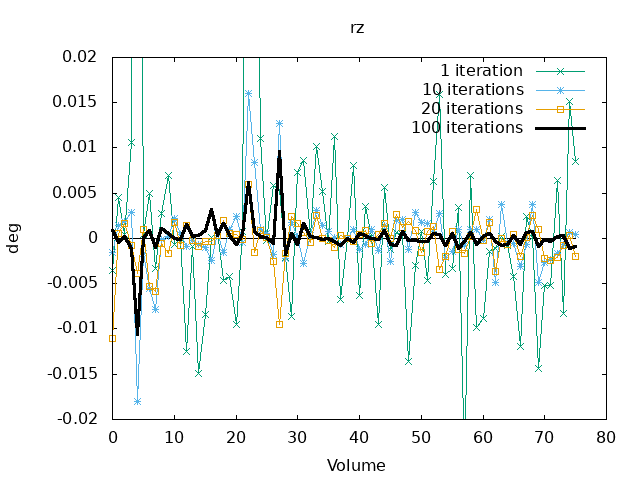 rz
0.02
0.015
0.01
0.005
0
-0.005
-0.01
-0.015
-0.02
deg
1 iteration
10 iterations
20 iterations
100 iterations
0 10 20 30 40 50 60 70 80
Volume